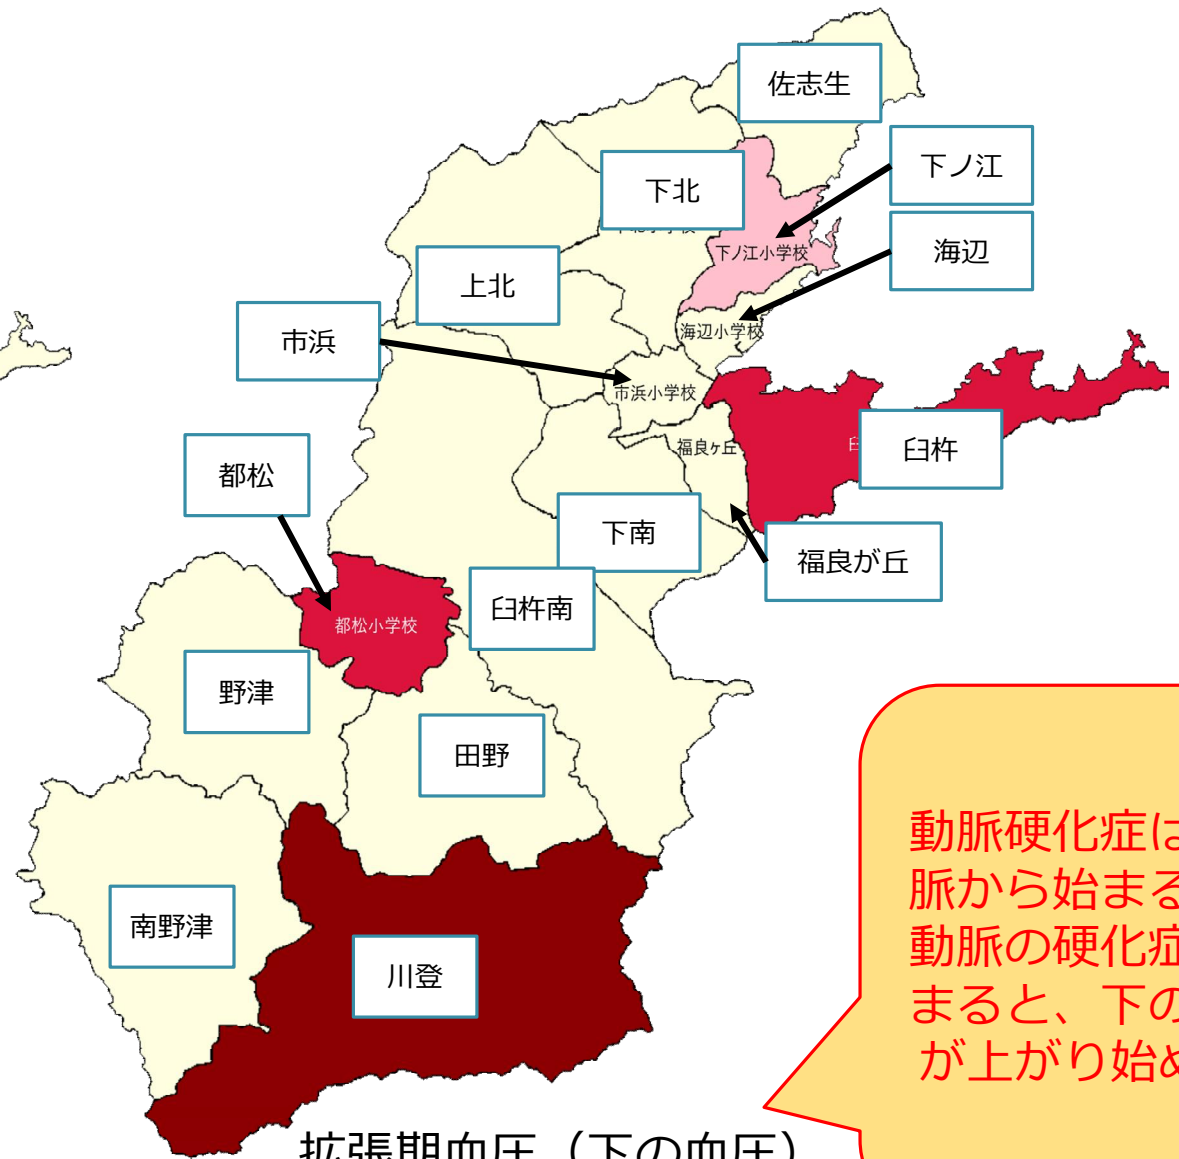 佐志生
下ノ江
下北
下ノ江小学校
海辺
上北
海辺小学校
市浜
市浜小学校
福良ヶ丘
臼杵
都松
下南
福良が丘
臼杵南
都松小学校
野津
田野
南野津
川登
動脈硬化症は
脈から始まる
動脈の硬化症
まると、下の
が上がり始め
拡張期血圧（下の血圧）